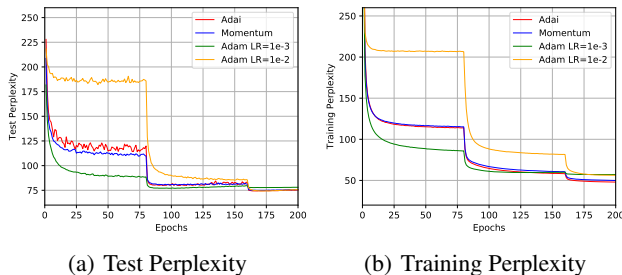 Test Perplexity
225
200
175
150
125
100
75
0 25 50 75 100 125 150 175 200
Epochs
Adai
Momentum
Adam LR=1e-3
Adam LR=1e-2
(a) Test Perplexity
Training Perplexity
250
200
150
100
50
0 25 50 75 100 125 150 175 200
Epochs
Adai
Momentum
Adam LR=1e-3
Adam LR=1e-2
(b) Training Perplexity